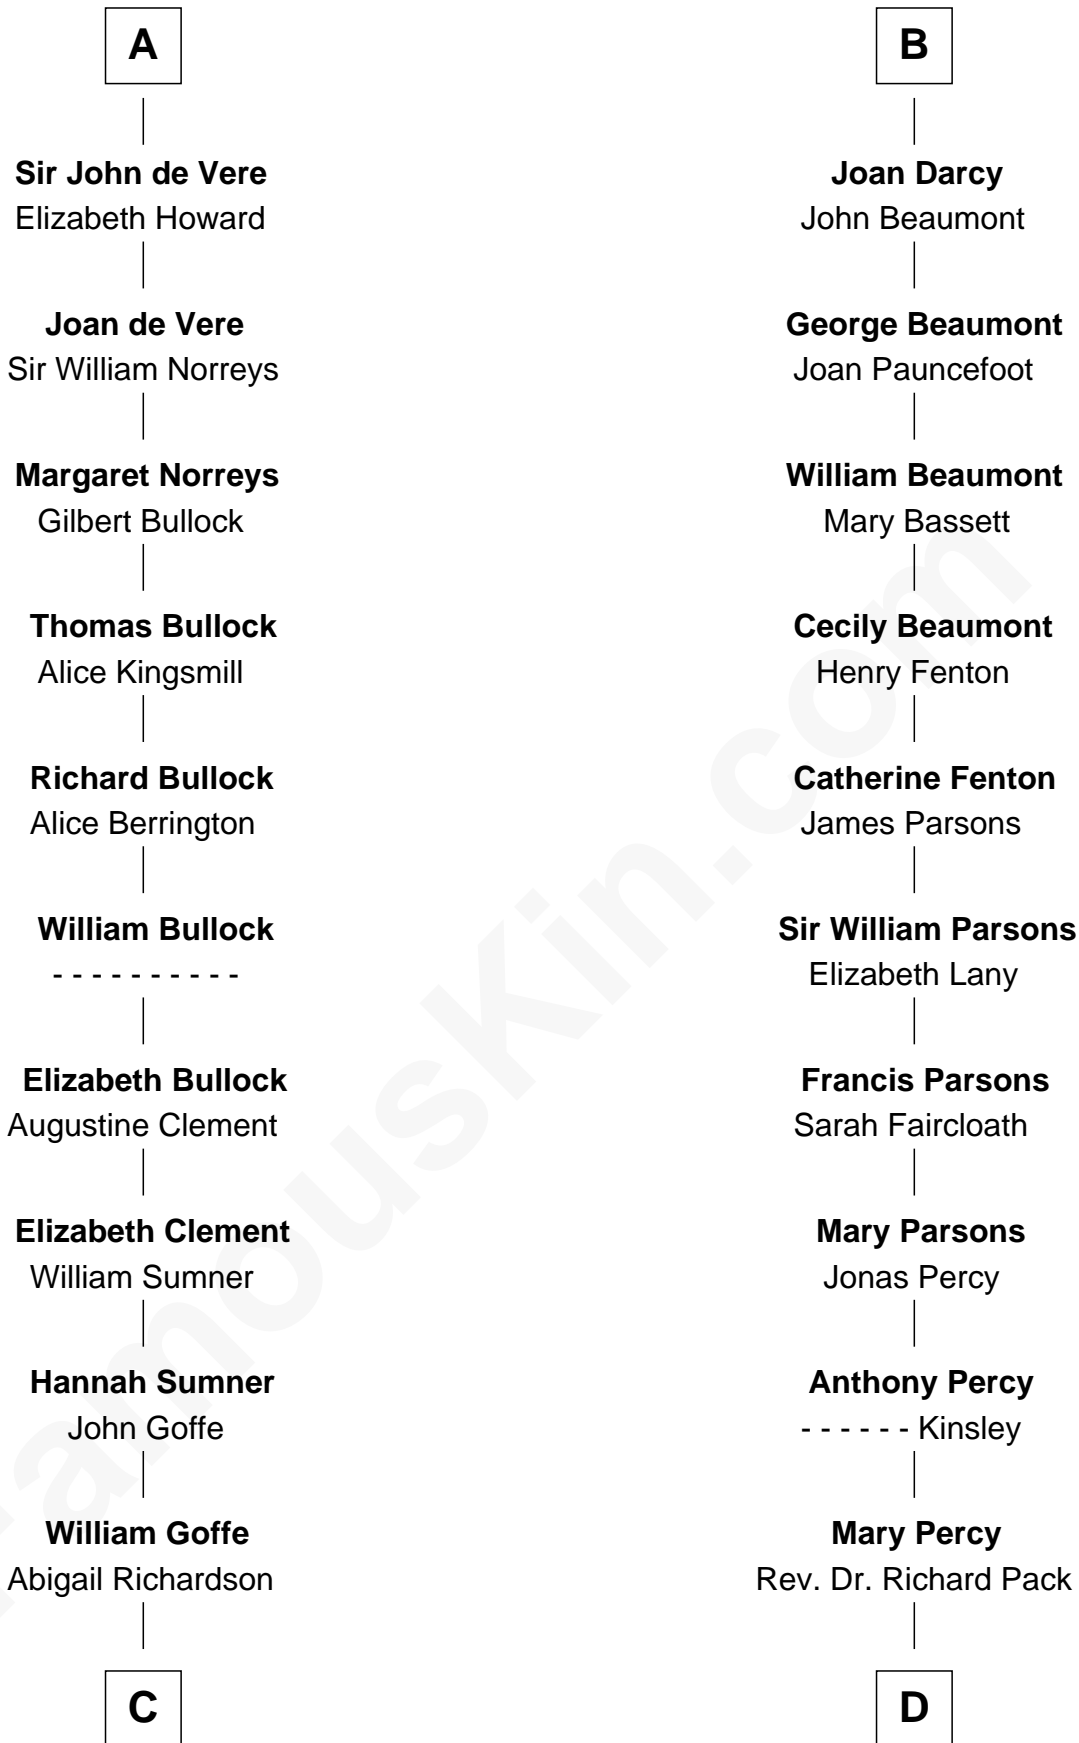 A
Sir John de Vere
Elizabeth Howard
Joan de Vere
Sir William Norreys
Margaret Norreys
Gilbert Bullock
Thomas Bullock
Alice Kingsmill
Richard Bullock
Alice Berrington
William Bullock
- - - - - - - - - -
Elizabeth Bullock
Augustine Clement
Elizabeth Clement
William Sumner
Hannah Sumner
John Goffe
William Goffe
Abigail Richardson
C
B
Joan Darcy
John Beaumont
George Beaumont
Joan Pauncefoot
William Beaumont
Mary Bassett
Cecily Beaumont
Henry Fenton
Catherine Fenton
James Parsons
Sir William Parsons
Elizabeth Lany
Francis Parsons
Sarah Faircloath
Mary Parsons
Jonas Percy
Anthony Percy
- - - - - - Kinsley
Mary Percy
Rev. Dr. Richard Pack
D
FamousKin.com